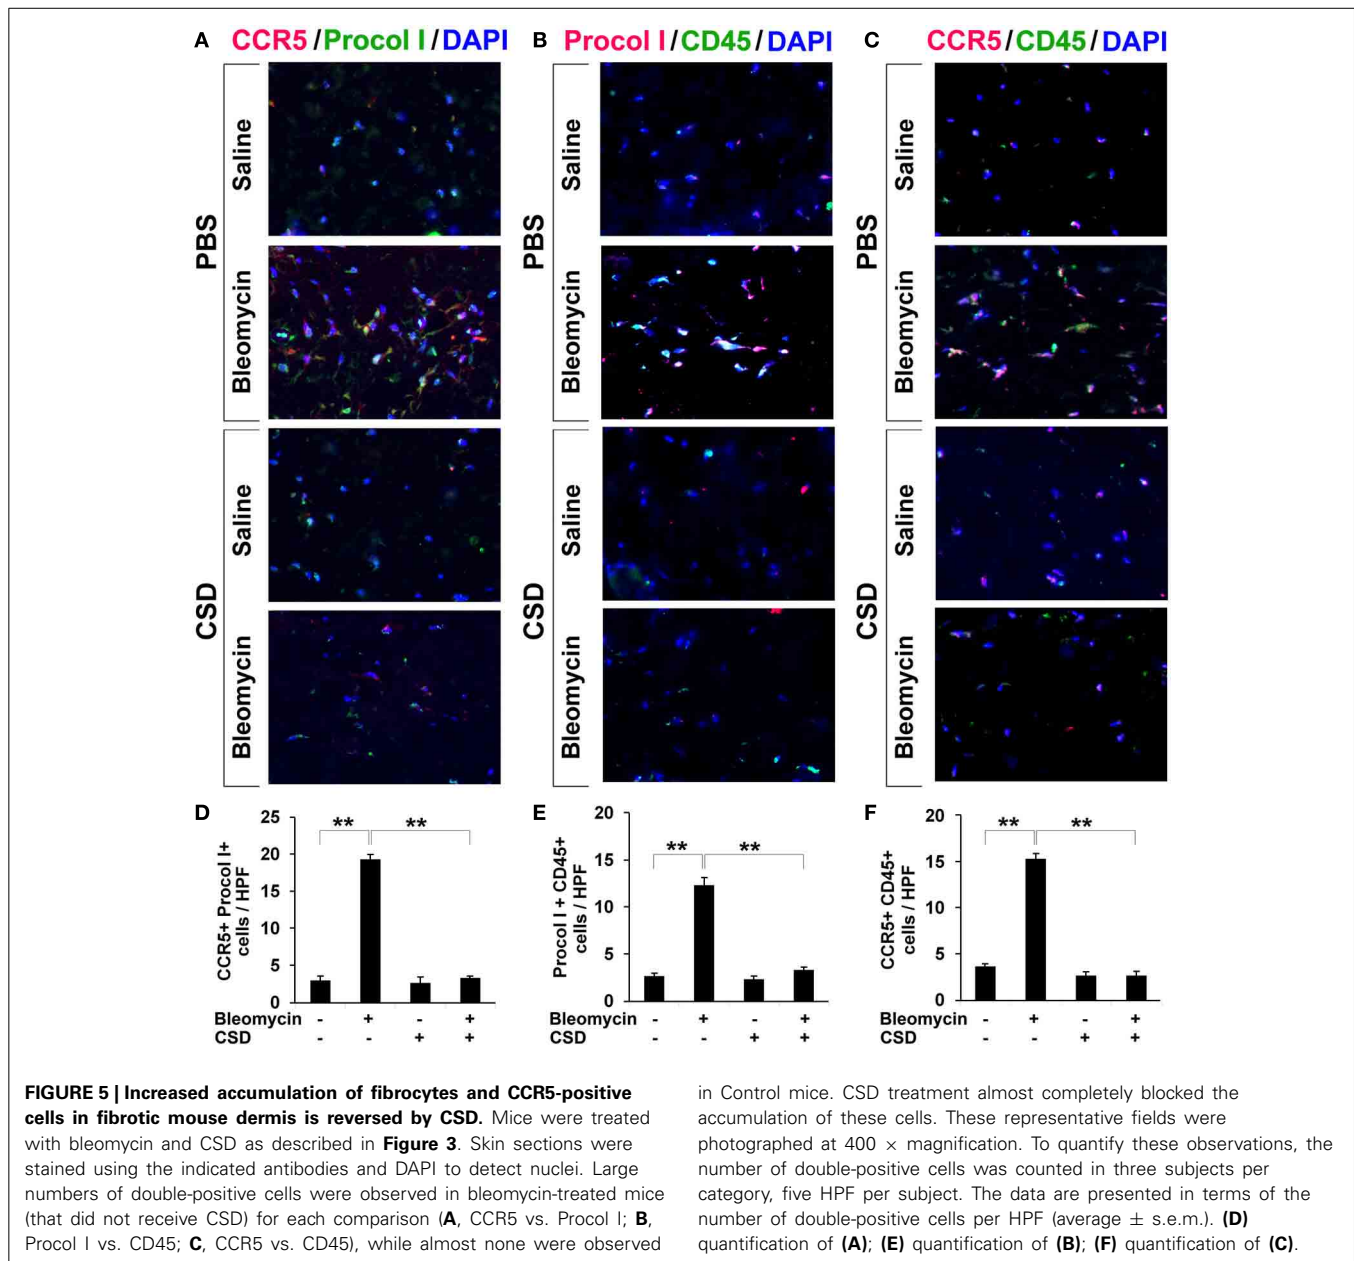 A CCR5 / Procol I / DAPI
B Procol I / CD45 / DAPI
C CCR5 / CD45 / DAPI
PBS
Saline
Bleomycin
CSD
Saline
Bleomycin
PBS
Saline
Bleomycin
CSD
Saline
Bleomycin
PBS
Saline
Bleomycin
CSD
Saline
Bleomycin
D
CCR5+ Procol I+
cells / HPF
25
20
15
10
5
0
** **
Bleomycin - + - +
CSD - - + +
E
Procol I + CD45+
cells / HPF
20
15
10
5
0
** **
Bleomycin - + - +
CSD - - + +
F
CCR5+ CD45+
cells / HPF
20
15
10
5
0
** **
Bleomycin - + - +
CSD - - + +
FIGURE 5 | Increased accumulation of fibrocytes and CCR5-positive
cells in fibrotic mouse dermis is reversed by CSD. Mice were treated
with bleomycin and CSD as described in Figure 3. Skin sections were
stained using the indicated antibodies and DAPI to detect nuclei. Large
numbers of double-positive cells were observed in bleomycin-treated mice
(that did not receive CSD) for each comparison (A, CCR5 vs. Procol I; B,
Procol I vs. CD45; C, CCR5 vs. CD45), while almost none were observed
in Control mice. CSD treatment almost completely blocked the
accumulation of these cells. These representative fields were
photographed at 400 × magnification. To quantify these observations, the
number of double-positive cells was counted in three subjects per
category, five HPF per subject. The data are presented in terms of the
number of double-positive cells per HPF (average ± s.e.m.). (D)
quantification of (A); (E) quantification of (B); (F) quantification of (C).